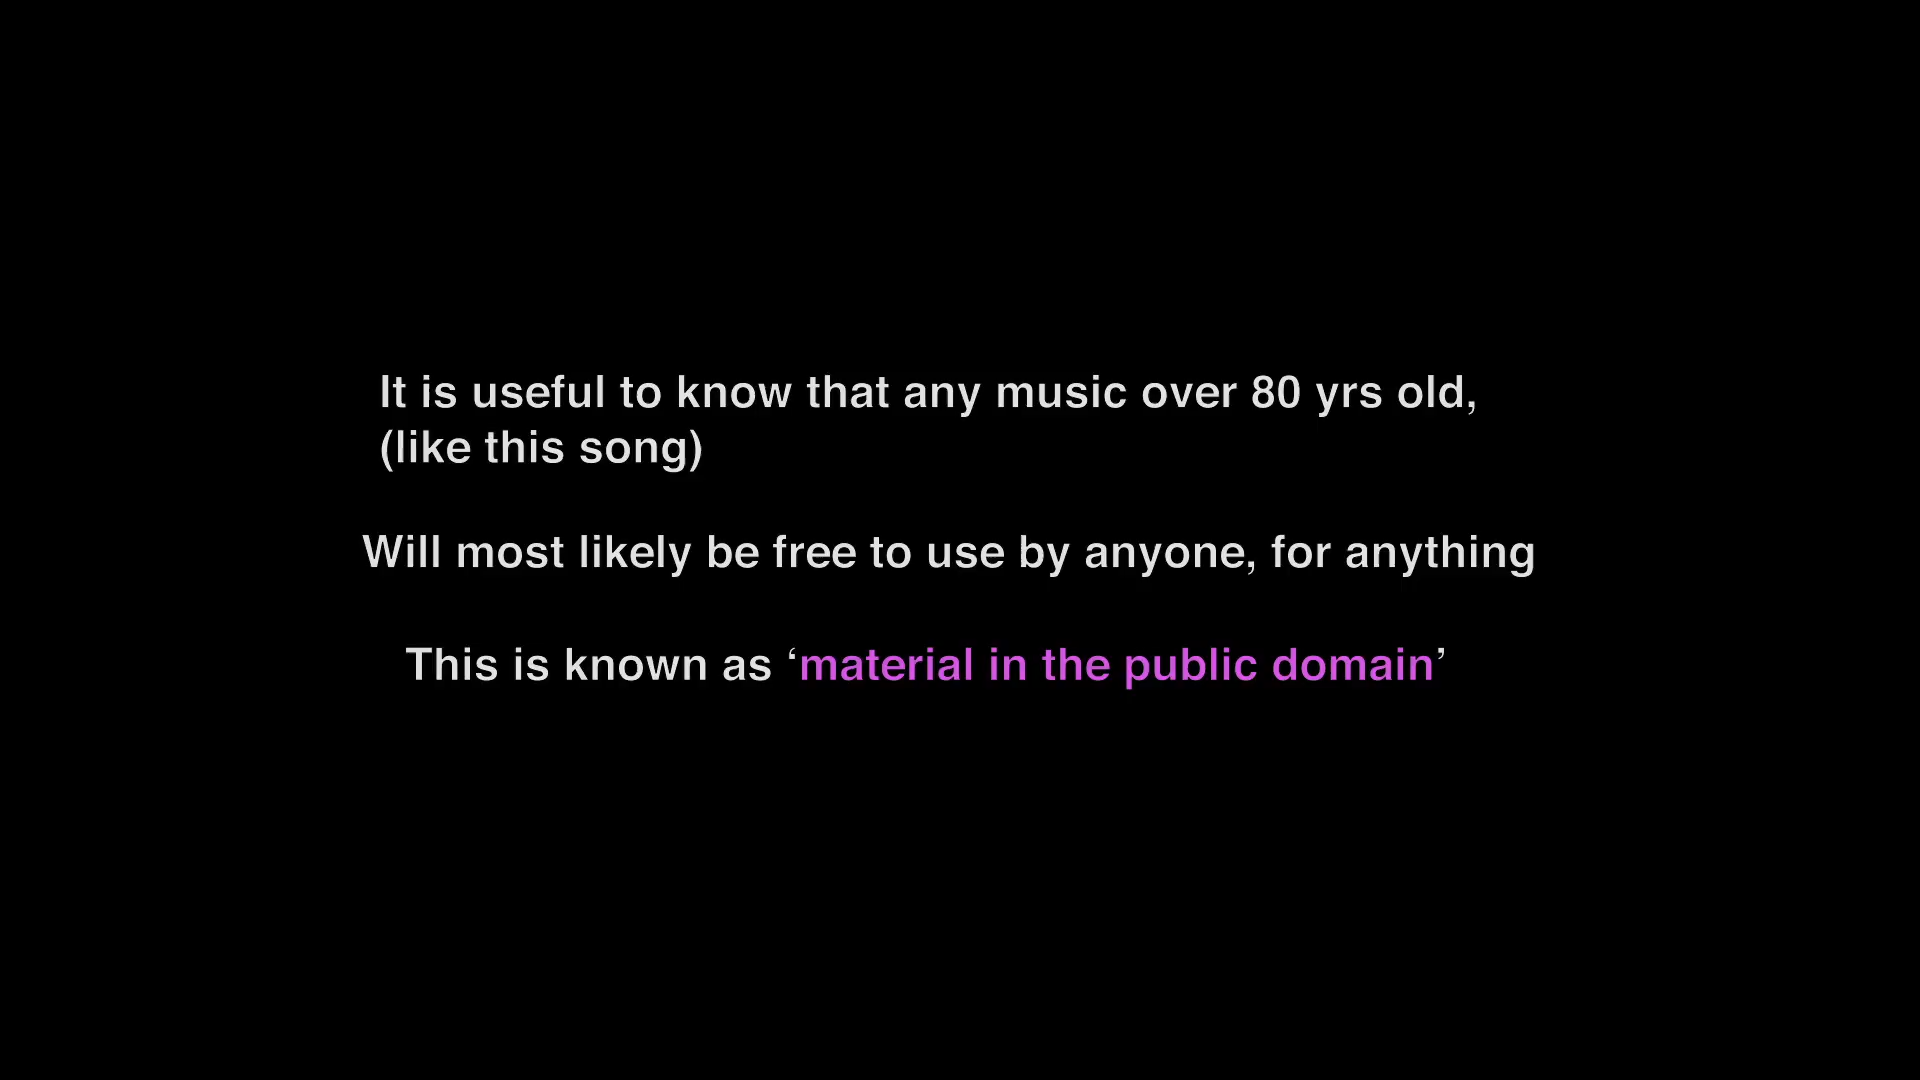 It is useful to know that any music over 80 yrs old,
(like this song)
Will most likely be free to use by anyone, for anything
This is known as ‘material in the public domain’